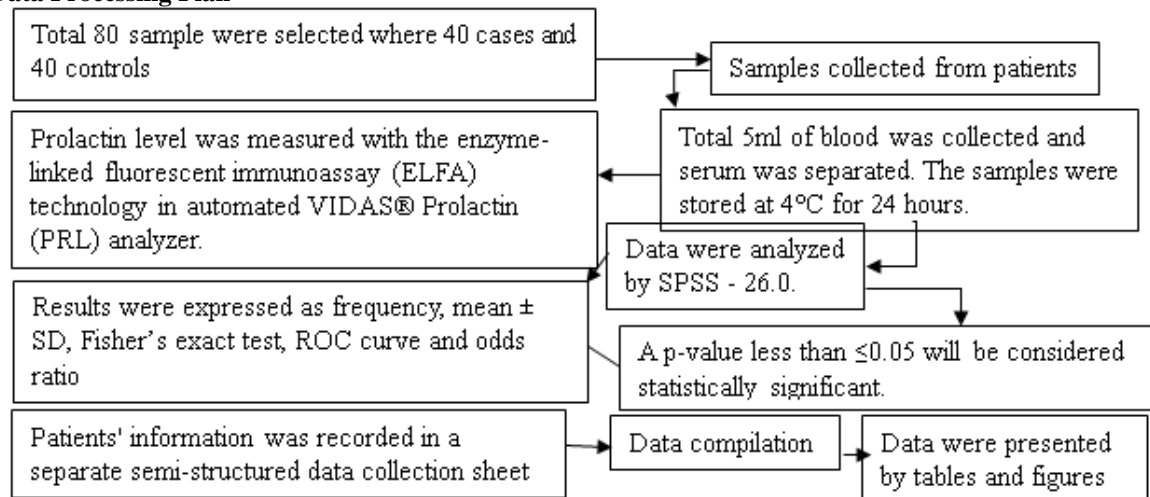 Total 80 sample were selected where 40 cases and
40 controls
Samples collected from patients
Prolactin level was measured with the enzyme-
linked fluorescent immunoassay (ELFA)
technology in automated VIDAS® Prolactin
(PRL) analyzer.
Total 5ml of blood was collected and
serum was separated. The samples were
stored at 4°C for 24 hours.
Data were analyzed
by SPSS - 26.0.
Results were expressed as frequency, mean ±
SD, Fisher's exact test, ROC curve and odds
ratio
A p-value less than ≤0.05 will be considered
statistically significant.
Patients' information was recorded in a
separate semi-structured data collection sheet
Data compilation
Data were presented
by tables and figures